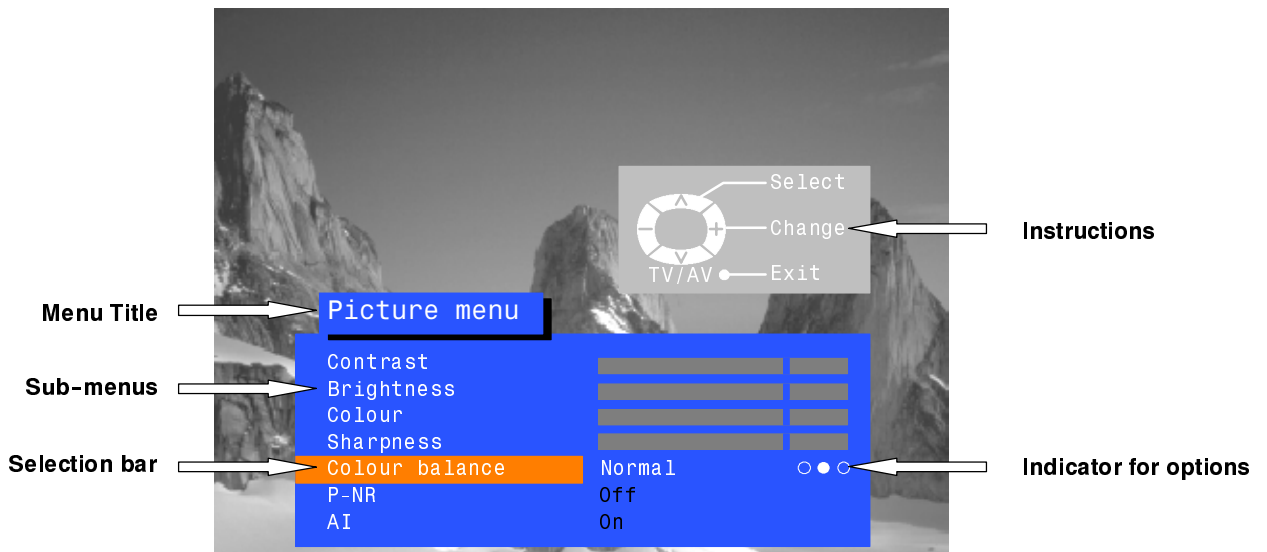 Select
Change
Instructions
TV/AV
Exit
Menu Title
Picture menu
Contrast
Sub-menus
Brightness
Colour
Sharpness
Selection bar
Colour balance
Normal
Indicator for options
P-NR
Off
AI
On